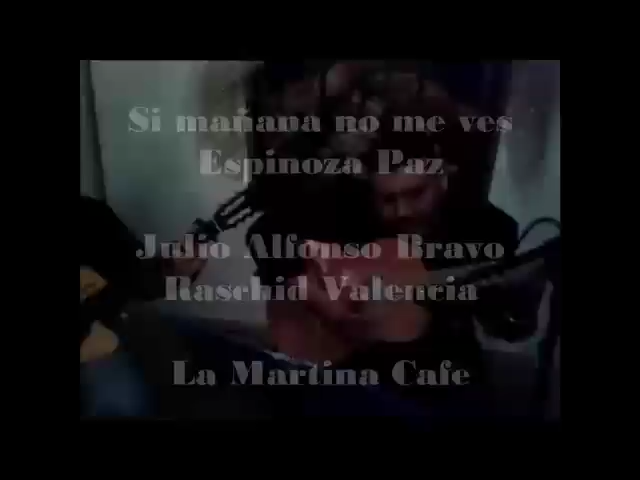 Si mañana no me ves
Espinoza Paz
Julio Alfonso Bravo
Raschid Valencia
La Martina Cafe